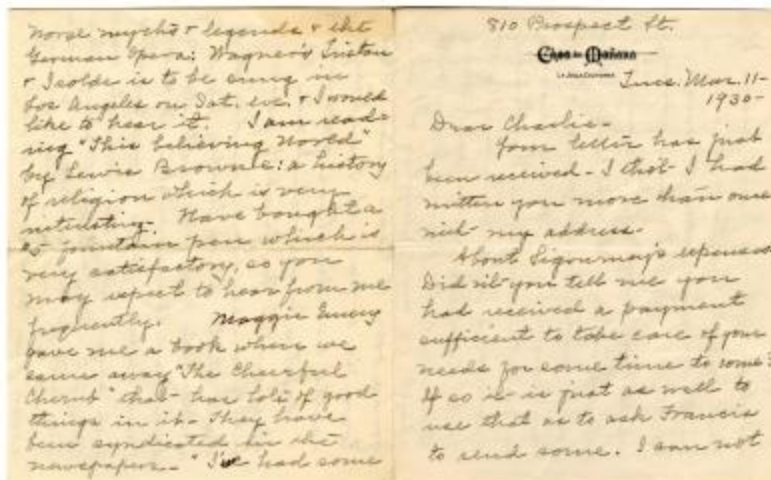 810 Prospect St.
Casa de Mañana
LA JOLLA CALIFORNIA
Tues. Mar. 11-
1930-
Dear Charlie-
Your letter has just
been received - I tho't I had
written you more than once
with my address.
About Sigourney's expenses
Did n't you tell me you
had received a payment
sufficient to take care of your
needs for some time to come?
If so it is just as well to
use that as to ask Francis
to send some. I am not
norse myths & legends & the
German Opera: Wagner's Tristan
& Isolde is to be sung in
Los Angeles on Sat. eve. & I would
like to hear it. I am read-
ing "This believing World"
by Lewis Browne: a history
of religion which is very
interesting. Have bought a
fountain pen which is
very satisfactory, so you
may expect to hear from me
frequently. Maggie Emery
gave me a book where we
came away "The Cheerful
Cherub" that has lots of good
things in it - They have
been syndicated in the
newspapers - "I've had some